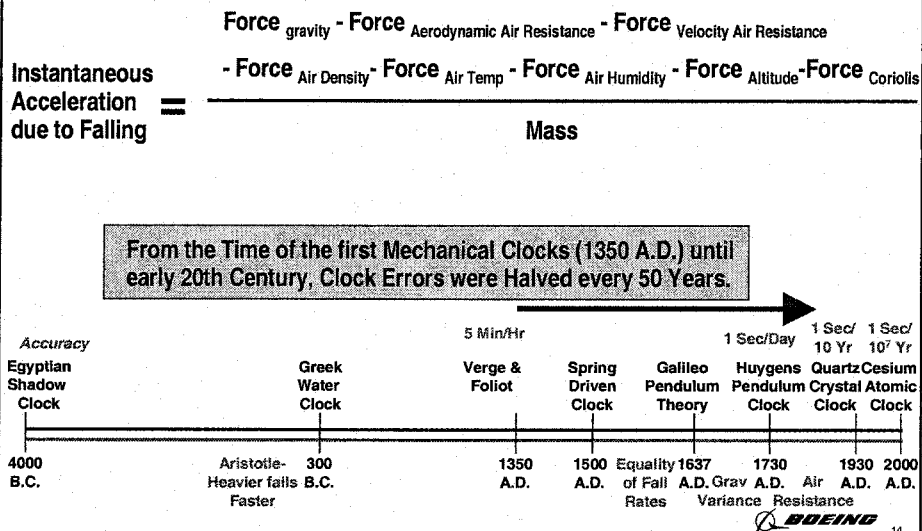 Force gravity - Force Aerodynamic Air Resistance - Force Velocity Air Resistance
Instantaneous Acceleration due to Falling =
- Force Air Density - Force Air Temp - Force Air Humidity - Force Altitude - Force Coriolis
Mass
From the Time of the first Mechanical Clocks (1350 A.D.) until
early 20th Century, Clock Errors were Halved every 50 Years.
Accuracy
5 Min/Hr
1 Sec/Day
1 Sec/
10 Yr
1 Sec/
10⁷ Yr
Egyptian
Shadow
Clock
Greek
Water
Clock
Verge &
Foliot
Spring
Driven
Clock
Galileo
Pendulum
Theory
Huygens
Pendulum
Clock
Quartz
Crystal
Clock
Cesium
Atomic
Clock
4000
B.C.
Aristotle-
Heavier falls
Faster
300
B.C.
1350
A.D.
1500
A.D.
Equality
of Fall
Rates
1637
A.D.
Grav
Variance
1730
A.D.
Air
Resistance
1930
A.D.
2000
A.D.
BOEING
14